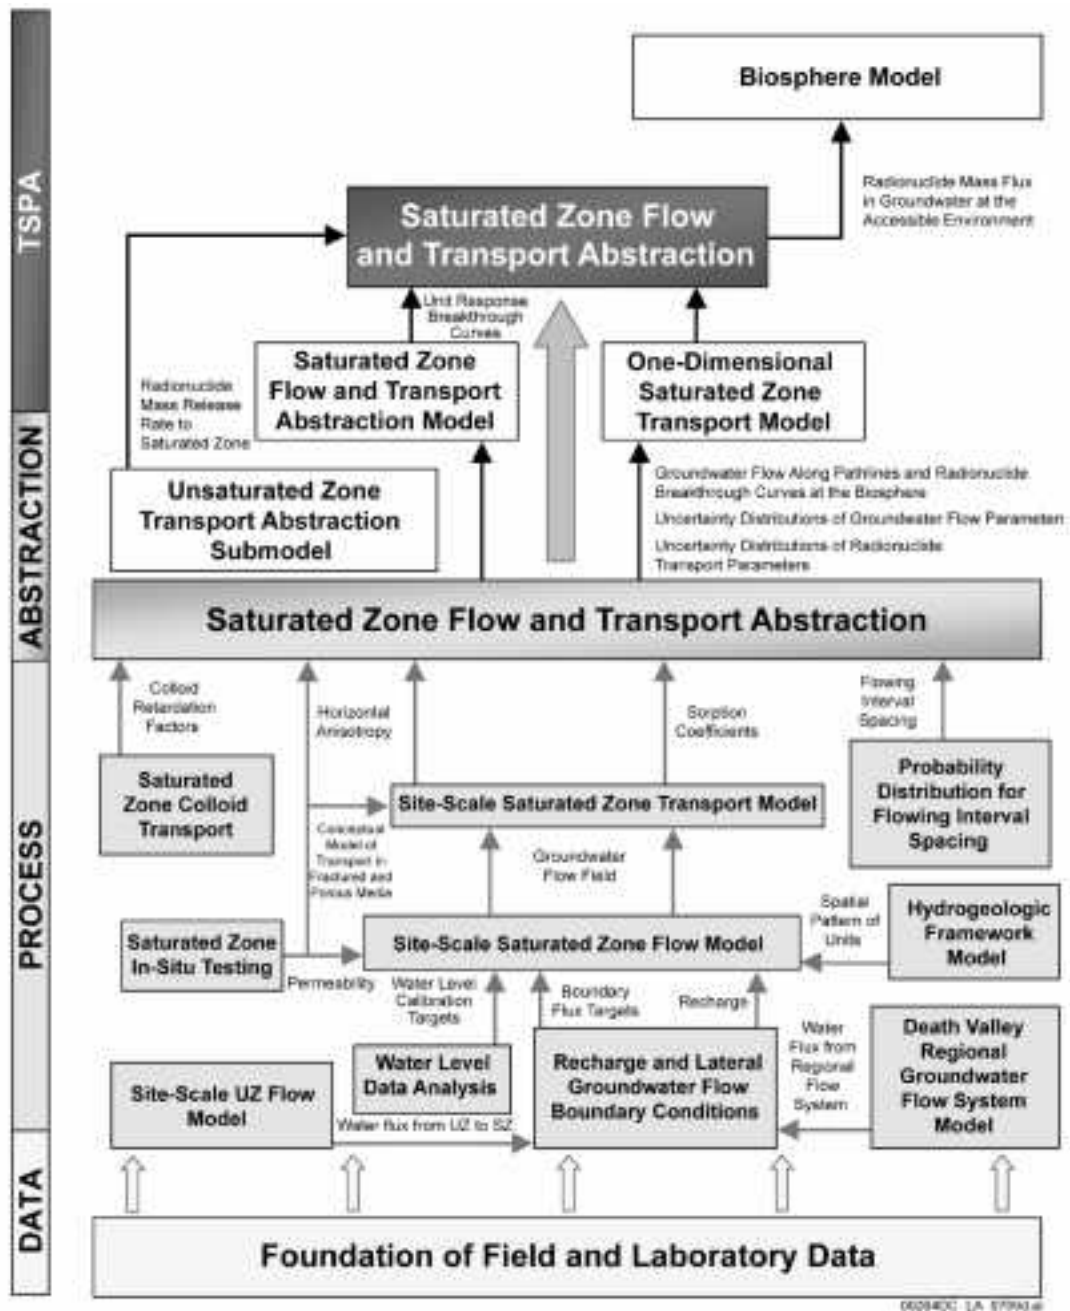 TSPA
ABSTRACTION
PROCESS
DATA
Biosphere Model
Radionuclide Mass Flux
in Groundwater at the
Accessible Environment
Saturated Zone Flow
and Transport Abstraction
Unit Response
Breakthrough
Curves
Saturated Zone
Flow and Transport
Abstraction Model
One-Dimensional
Saturated Zone
Transport Model
Radionuclide
Mass Release
Rate to
Saturated Zone
Unsaturated Zone
Transport Abstraction
Submodel
Groundwater Flow Along Pathlines and Radionuclide
Breakthrough Curves at the Biosphere
Uncertainty Distributions of Groundwater Flow
Uncertainty Distributions of Radionuclide
Transport Parameters
Saturated Zone Flow and Transport Abstraction
Colloid
Retardation
Factors
Horizontal
Anisotropy
Sorption
Coefficients
Flowing
Interval
Spacing
Saturated
Zone Colloid
Transport
Site-Scale Saturated Zone Transport Model
Probability
Distribution for
Flowing Interval
Spacing
Conceptual
Model of
Transport in
Fractured and
Porous Media
Groundwater
Flow Field
Saturated Zone
In-Situ Testing
Permeability
Site-Scale Saturated Zone Flow Model
Spatial
Pattern of
Units
Hydrogeologic
Framework
Model
Water Level
Calibration
Targets
Boundary
Flux Targets
Recharge
Site-Scale UZ Flow
Model
Water Level
Data Analysis
Recharge and Lateral
Groundwater Flow
Boundary Conditions
Water
Flux from
Regional
Flow
System
Death Valley
Regional
Groundwater
Flow System
Model
Water flux from UZ to SZ
Foundation of Field and Laboratory Data